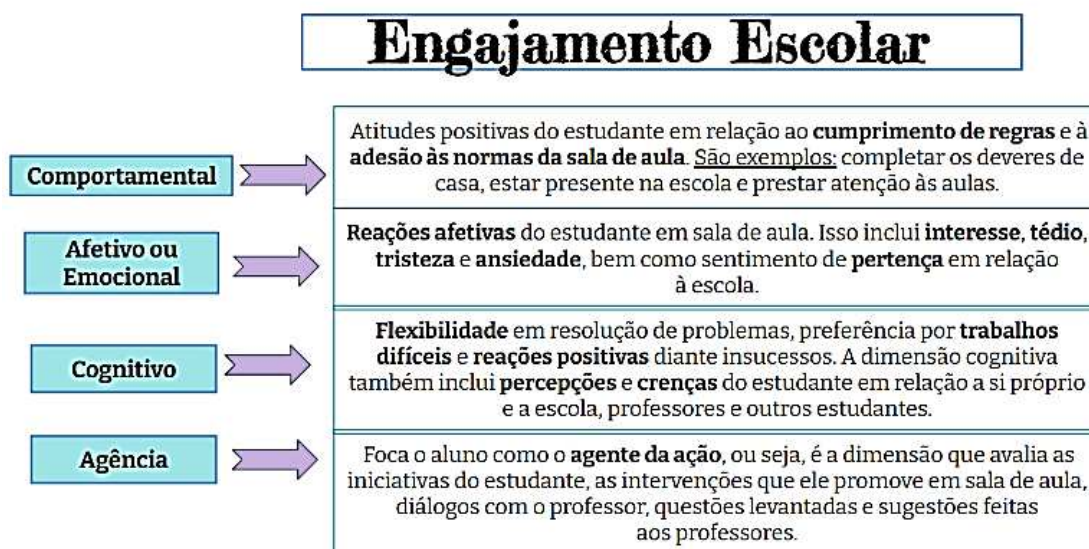 Engajamento Escolar
Comportamental
Atitudes positivas do estudante em relação ao cumprimento de regras e à
adesão às normas da sala de aula. São exemplos: completar os deveres de
casa, estar presente na escola e prestar atenção às aulas.
Afetivo ou
Emocional
Reações afetivas do estudante em sala de aula. Isso inclui interesse, tédio,
tristeza e ansiedade, bem como sentimento de pertença em relação
à escola.
Cognitivo
Flexibilidade em resolução de problemas, preferência por trabalhos
difíceis e reações positivas diante insucessos. A dimensão cognitiva
também inclui percepções e crenças do estudante em relação a si próprio
e a escola, professores e outros estudantes.
Agência
Foca o aluno como o agente da ação, ou seja, é a dimensão que avalia as
iniciativas do estudante, as intervenções que ele promove em sala de aula,
diálogos com o professor, questões levantadas e sugestões feitas
aos professores.